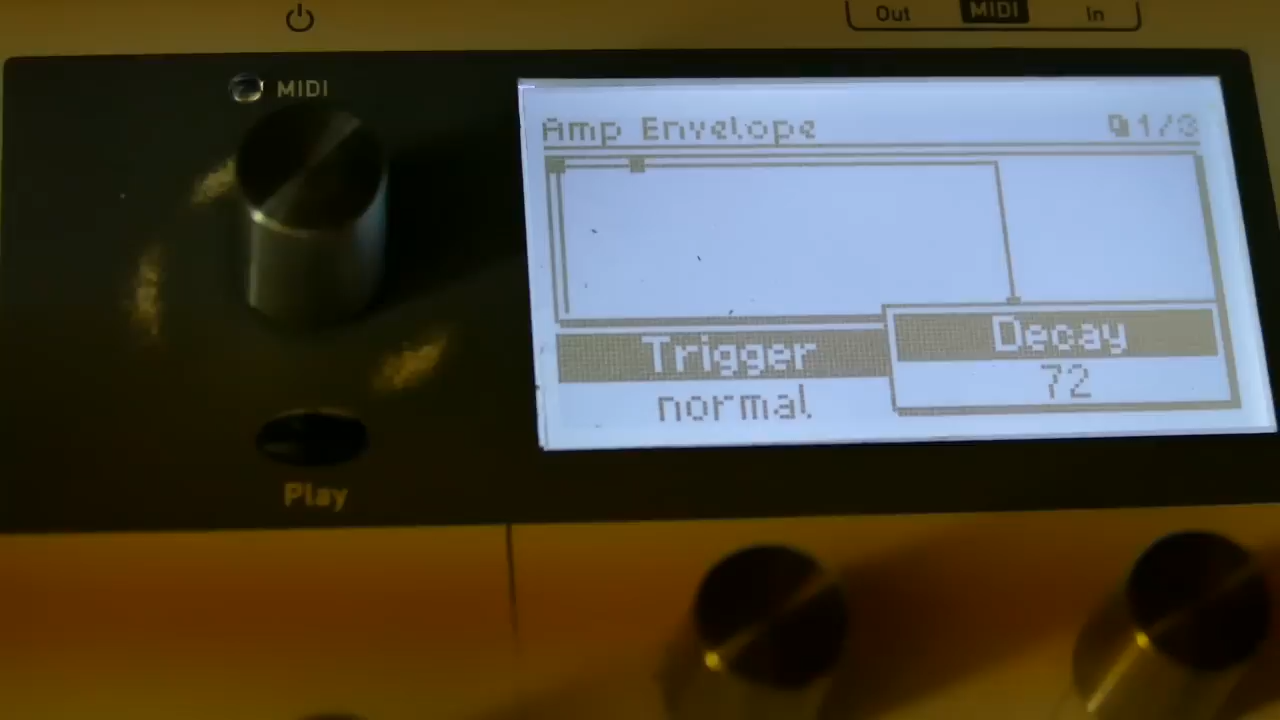 Out MIDI In
MIDI
Amp Envelope 1/3
Trigger Decay
normal 72
Play